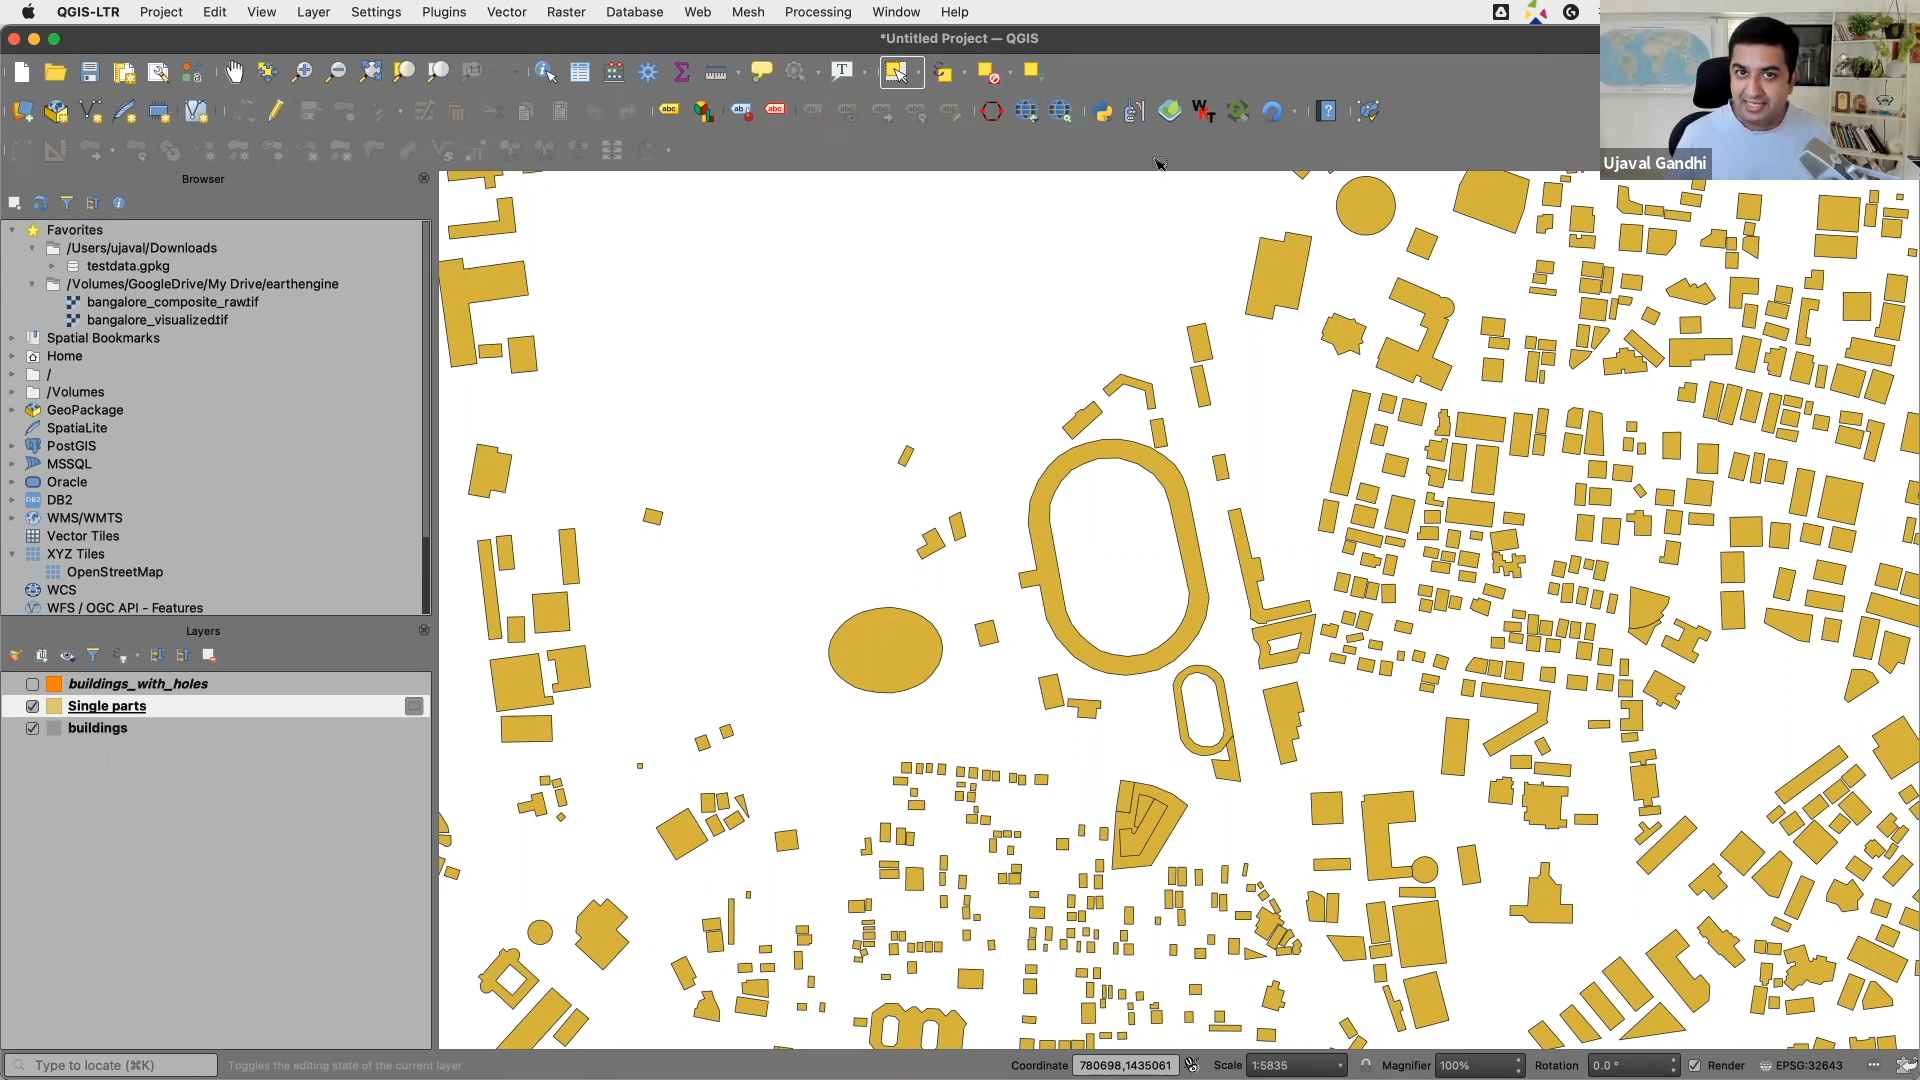 QGIS-LTR Project Edit View Layer Settings Plugins Vector Raster Database Web Mesh Processing Window Help
*Untitled Project — QGIS
Ujaval Gandhi
Browser
Favorites
/Users/ujaval/Downloads
testdata.gpkg
/Volumes/GoogleDrive/My Drive/earthengine
bangalore_composite_raw.tif
bangalore_visualized.tif
Spatial Bookmarks
Home
/
/Volumes
GeoPackage
SpatiaLite
PostGIS
MSSQL
Oracle
DB2
WMS/WMTS
Vector Tiles
XYZ Tiles
OpenStreetMap
WCS
WFS / OGC API - Features
Layers
buildings_with_holes
Single parts
buildings
Type to locate (⌘K) Toggles the editing state of the current layer Coordinate 780698,1435061 Scale 1:5835 Magnifier 100% Rotation 0.0 ° Render EPSG:32643